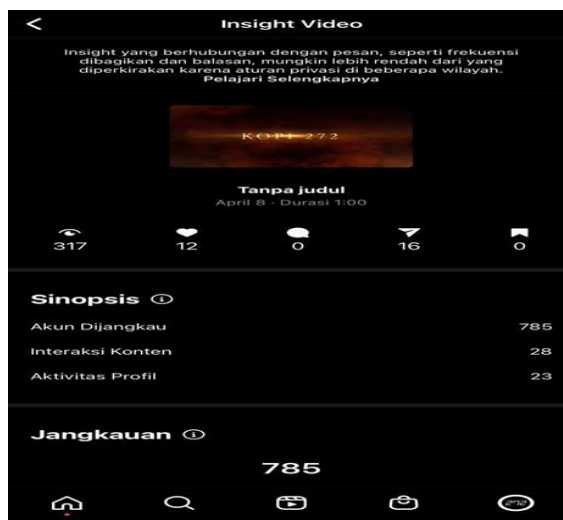 Insight Video
Insight yang berhubungan dengan pesan, seperti frekuensi
dibagikan dan balasan, mungkin lebih rendah dari yang
diperkirakan karena aturan privasi di beberapa wilayah.
Pelajari Selengkapnya
KOPI 272
Tanpa judul
April 8 - Durasi 1:00
317 12 0 16 0
Sinopsis
Akun Dijangkau 785
Interaksi Konten 28
Aktivitas Profil 23
Jangkauan
785
272